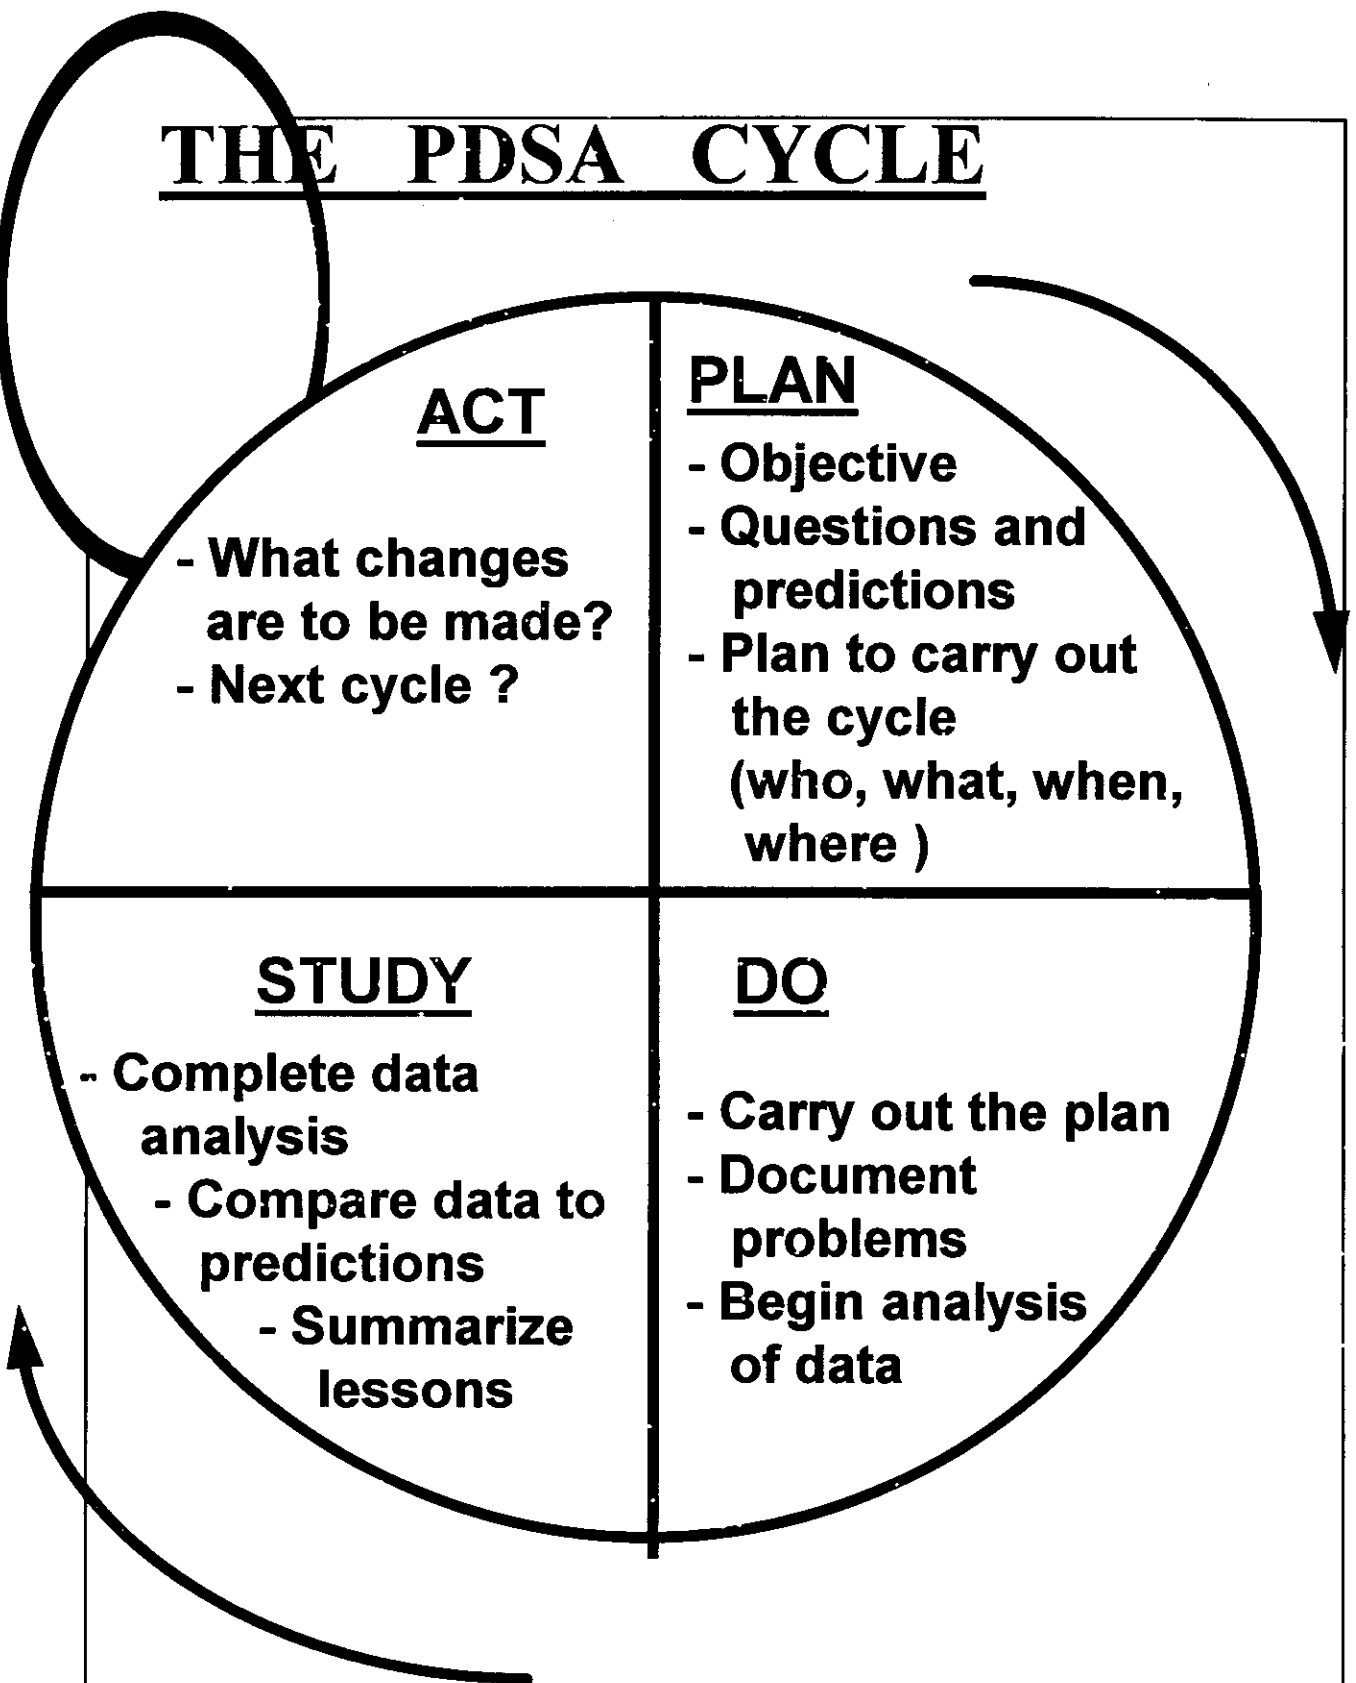 THE PDSA CYCLE
ACT
- What changes
are to be made?
- Next cycle ?
PLAN
- Objective
- Questions and
predictions
- Plan to carry out
the cycle
(who, what, when,
where )
STUDY
- Complete data
analysis
- Compare data to
predictions
- Summarize
lessons
DO
- Carry out the plan
- Document
problems
- Begin analysis
of data